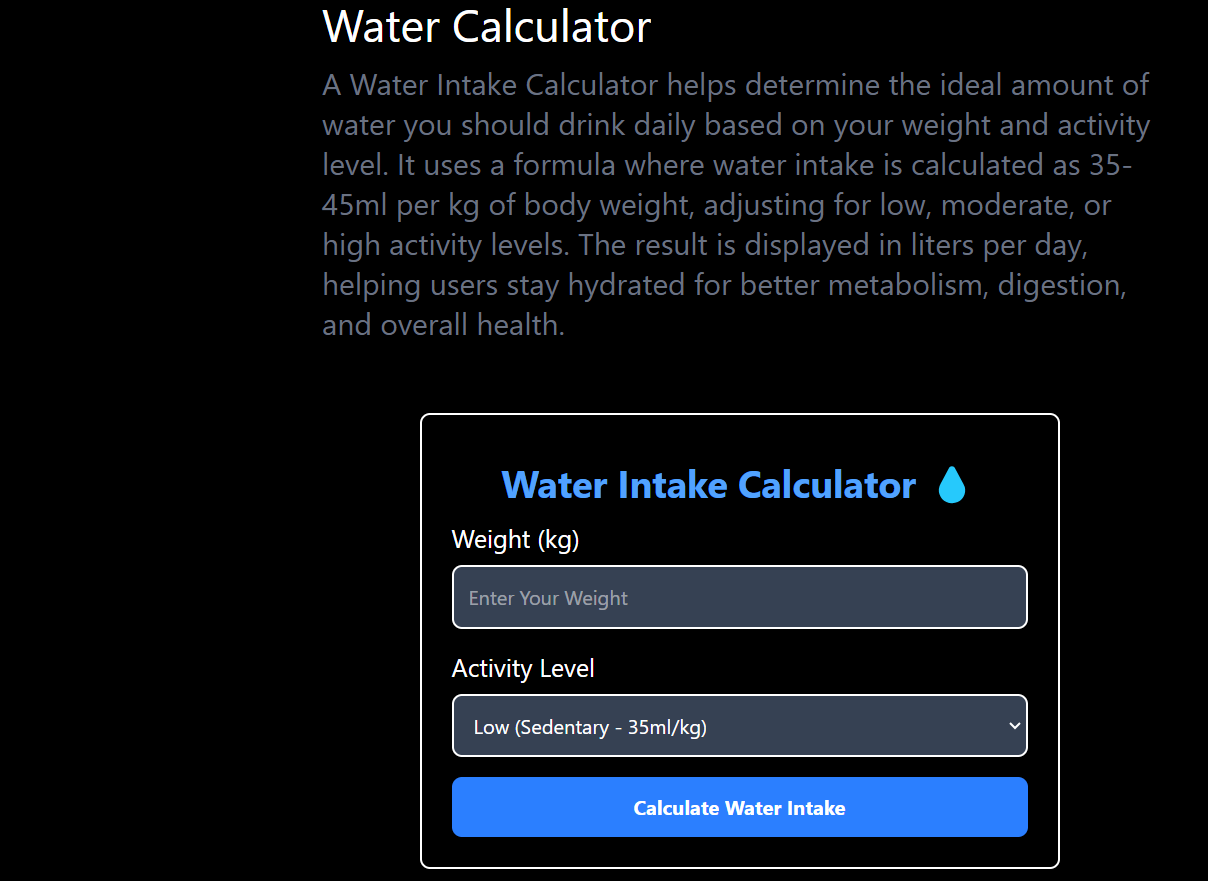 Water Calculator
A Water Intake Calculator helps determine the ideal amount of
water you should drink daily based on your weight and activity
level. It uses a formula where water intake is calculated as 35-
45ml per kg of body weight, adjusting for low, moderate, or
high activity levels. The result is displayed in liters per day,
helping users stay hydrated for better metabolism, digestion,
and overall health.
Water Intake Calculator
Weight (kg)
Enter Your Weight
Activity Level
Low (Sedentary - 35ml/kg)
Calculate Water Intake